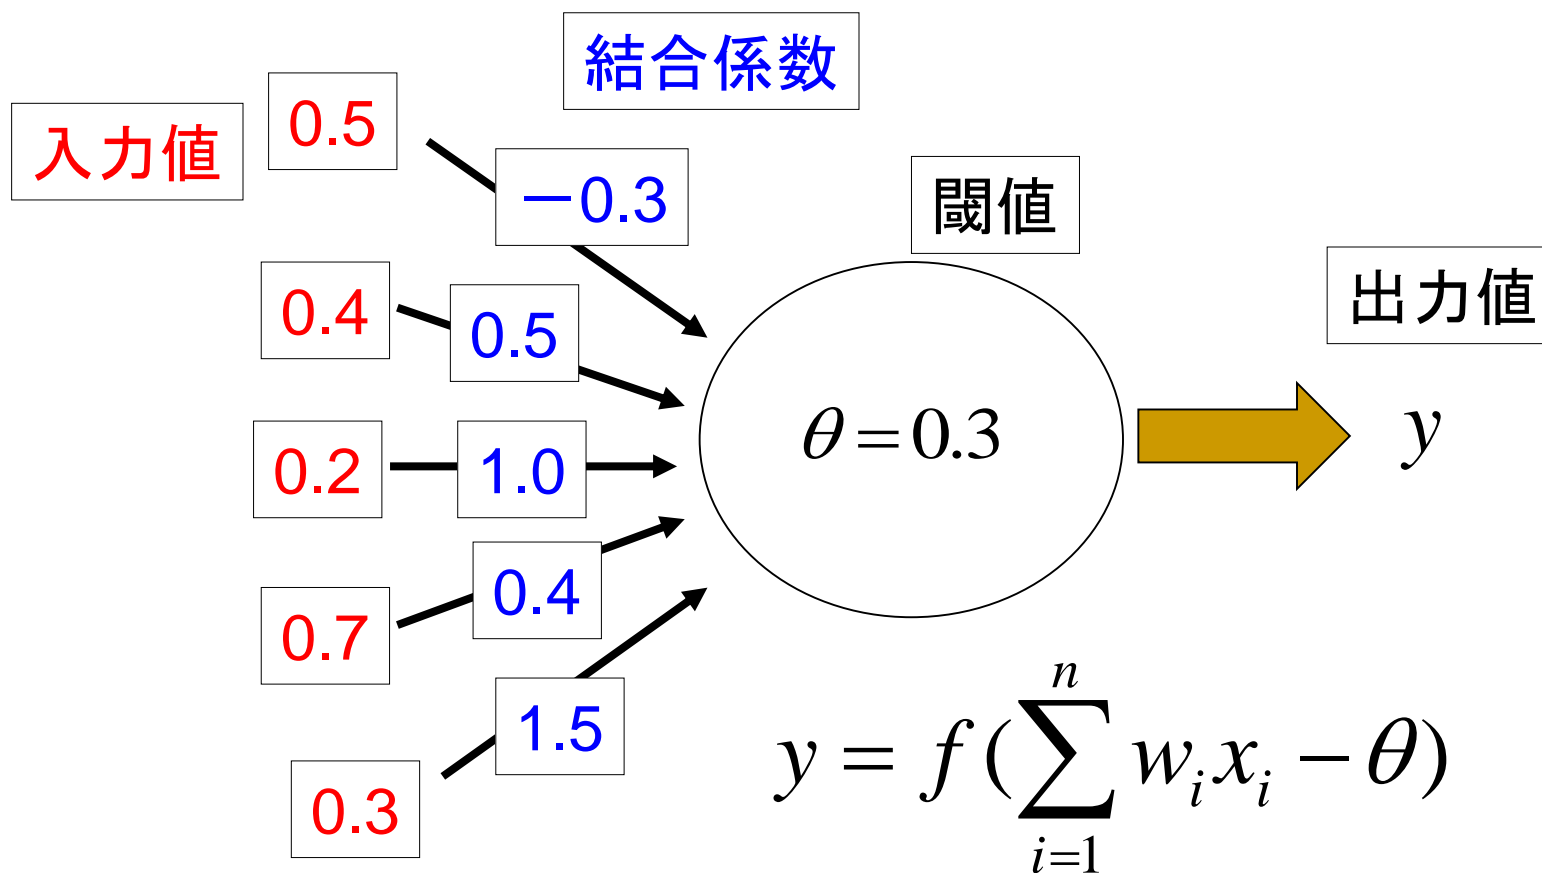 結合係数
入力値
0.5
－0.3
閾値
出力値
0.4
0.5
θ = 0.3
y
0.2
1.0
0.7
0.4
0.3
1.5
y = f(∑_{i=1}^{n} w_i x_i − θ)